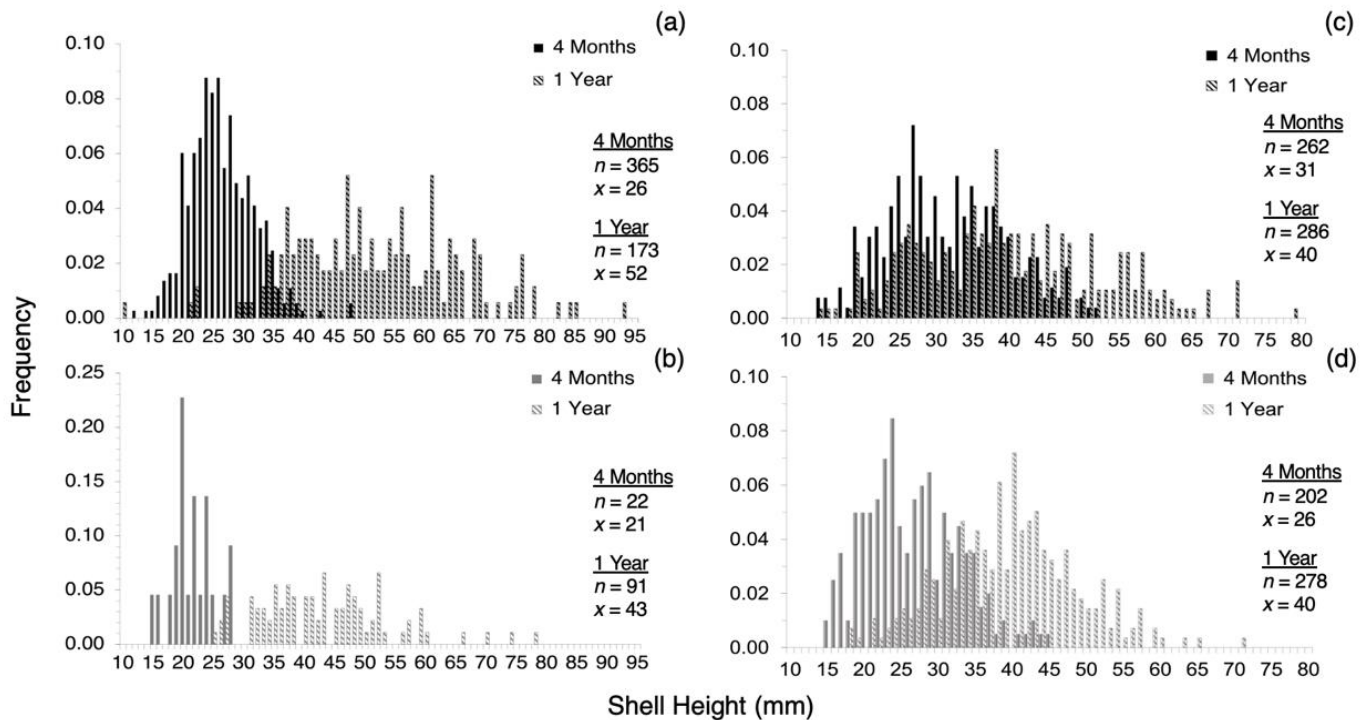 (a)
0.10
0.08
0.06
0.04
0.02
0.00
4 Months
1 Year
4 Months
n = 365
x = 26
1 Year
n = 173
x = 52
10 15 20 25 30 35 40 45 50 55 60 65 70 75 80 85 90 95
(c)
0.10
0.08
0.06
0.04
0.02
0.00
4 Months
1 Year
4 Months
n = 262
x = 31
1 Year
n = 286
x = 40
10 15 20 25 30 35 40 45 50 55 60 65 70 75 80
Frequency
(b)
0.25
0.20
0.15
0.10
0.05
0.00
4 Months
1 Year
4 Months
n = 22
x = 21
1 Year
n = 91
x = 43
10 15 20 25 30 35 40 45 50 55 60 65 70 75 80 85 90 95
(d)
0.10
0.08
0.06
0.04
0.02
0.00
4 Months
1 Year
4 Months
n = 202
x = 26
1 Year
n = 278
x = 40
10 15 20 25 30 35 40 45 50 55 60 65 70 75 80
Shell Height (mm)